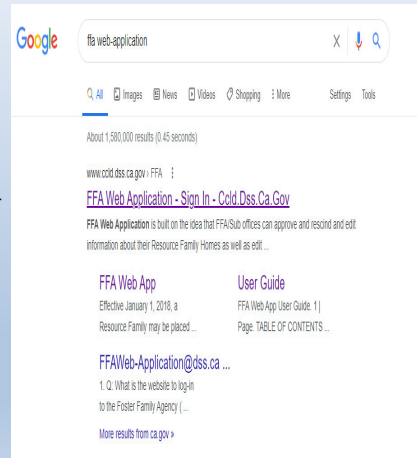 Google
ffa web-application
All Images News Videos Shopping More Settings Tools
About 1,580,000 results (0.45 seconds)
www.ccld.dss.ca.gov › FFA
FFA Web Application - Sign In - Ccld.Dss.Ca.Gov
FFA Web Application is built on the idea that FFA/Sub offices can approve and rescind and edit
information about their Resource Family Homes as well as edit ...
FFA Web App
Effective January 1, 2018, a
Resource Family may be placed ...
User Guide
FFA Web App User Guide. 1 |
Page. TABLE OF CONTENTS ...
FFAWeb-Application@dss.ca ...
1. Q: What is the website to log-in
to the Foster Family Agency ( ...
More results from ca.gov »